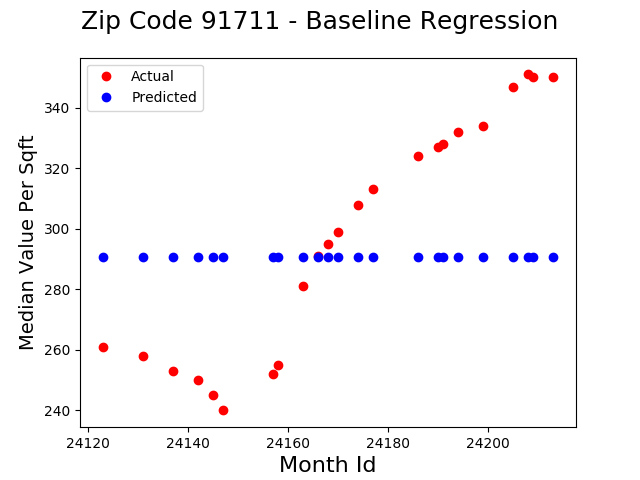 Zip Code 91711 - Baseline Regression
Actual
Predicted
Median Value Per Sqft
340
320
300
280
260
240
24120 24140 24160 24180 24200
Month Id